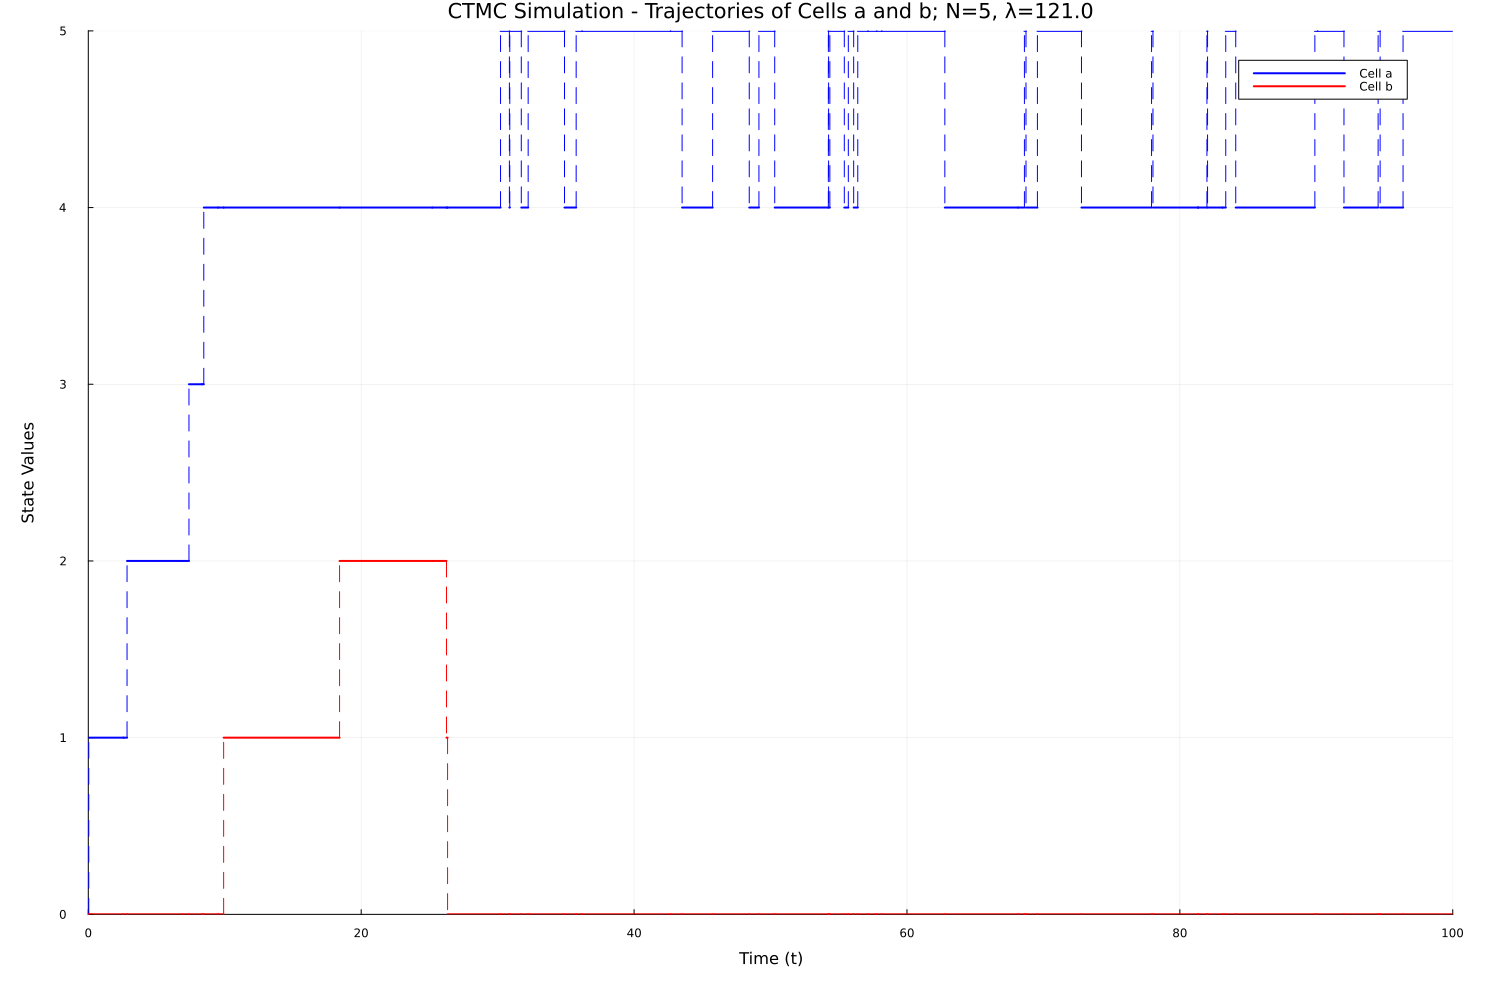 CTMC Simulation - Trajectories of Cells a and b; N=5, λ=121.0
5
Cell a
Cell b
4
3
State Values
2
1
0
0 20 40 60 80 100
Time (t)